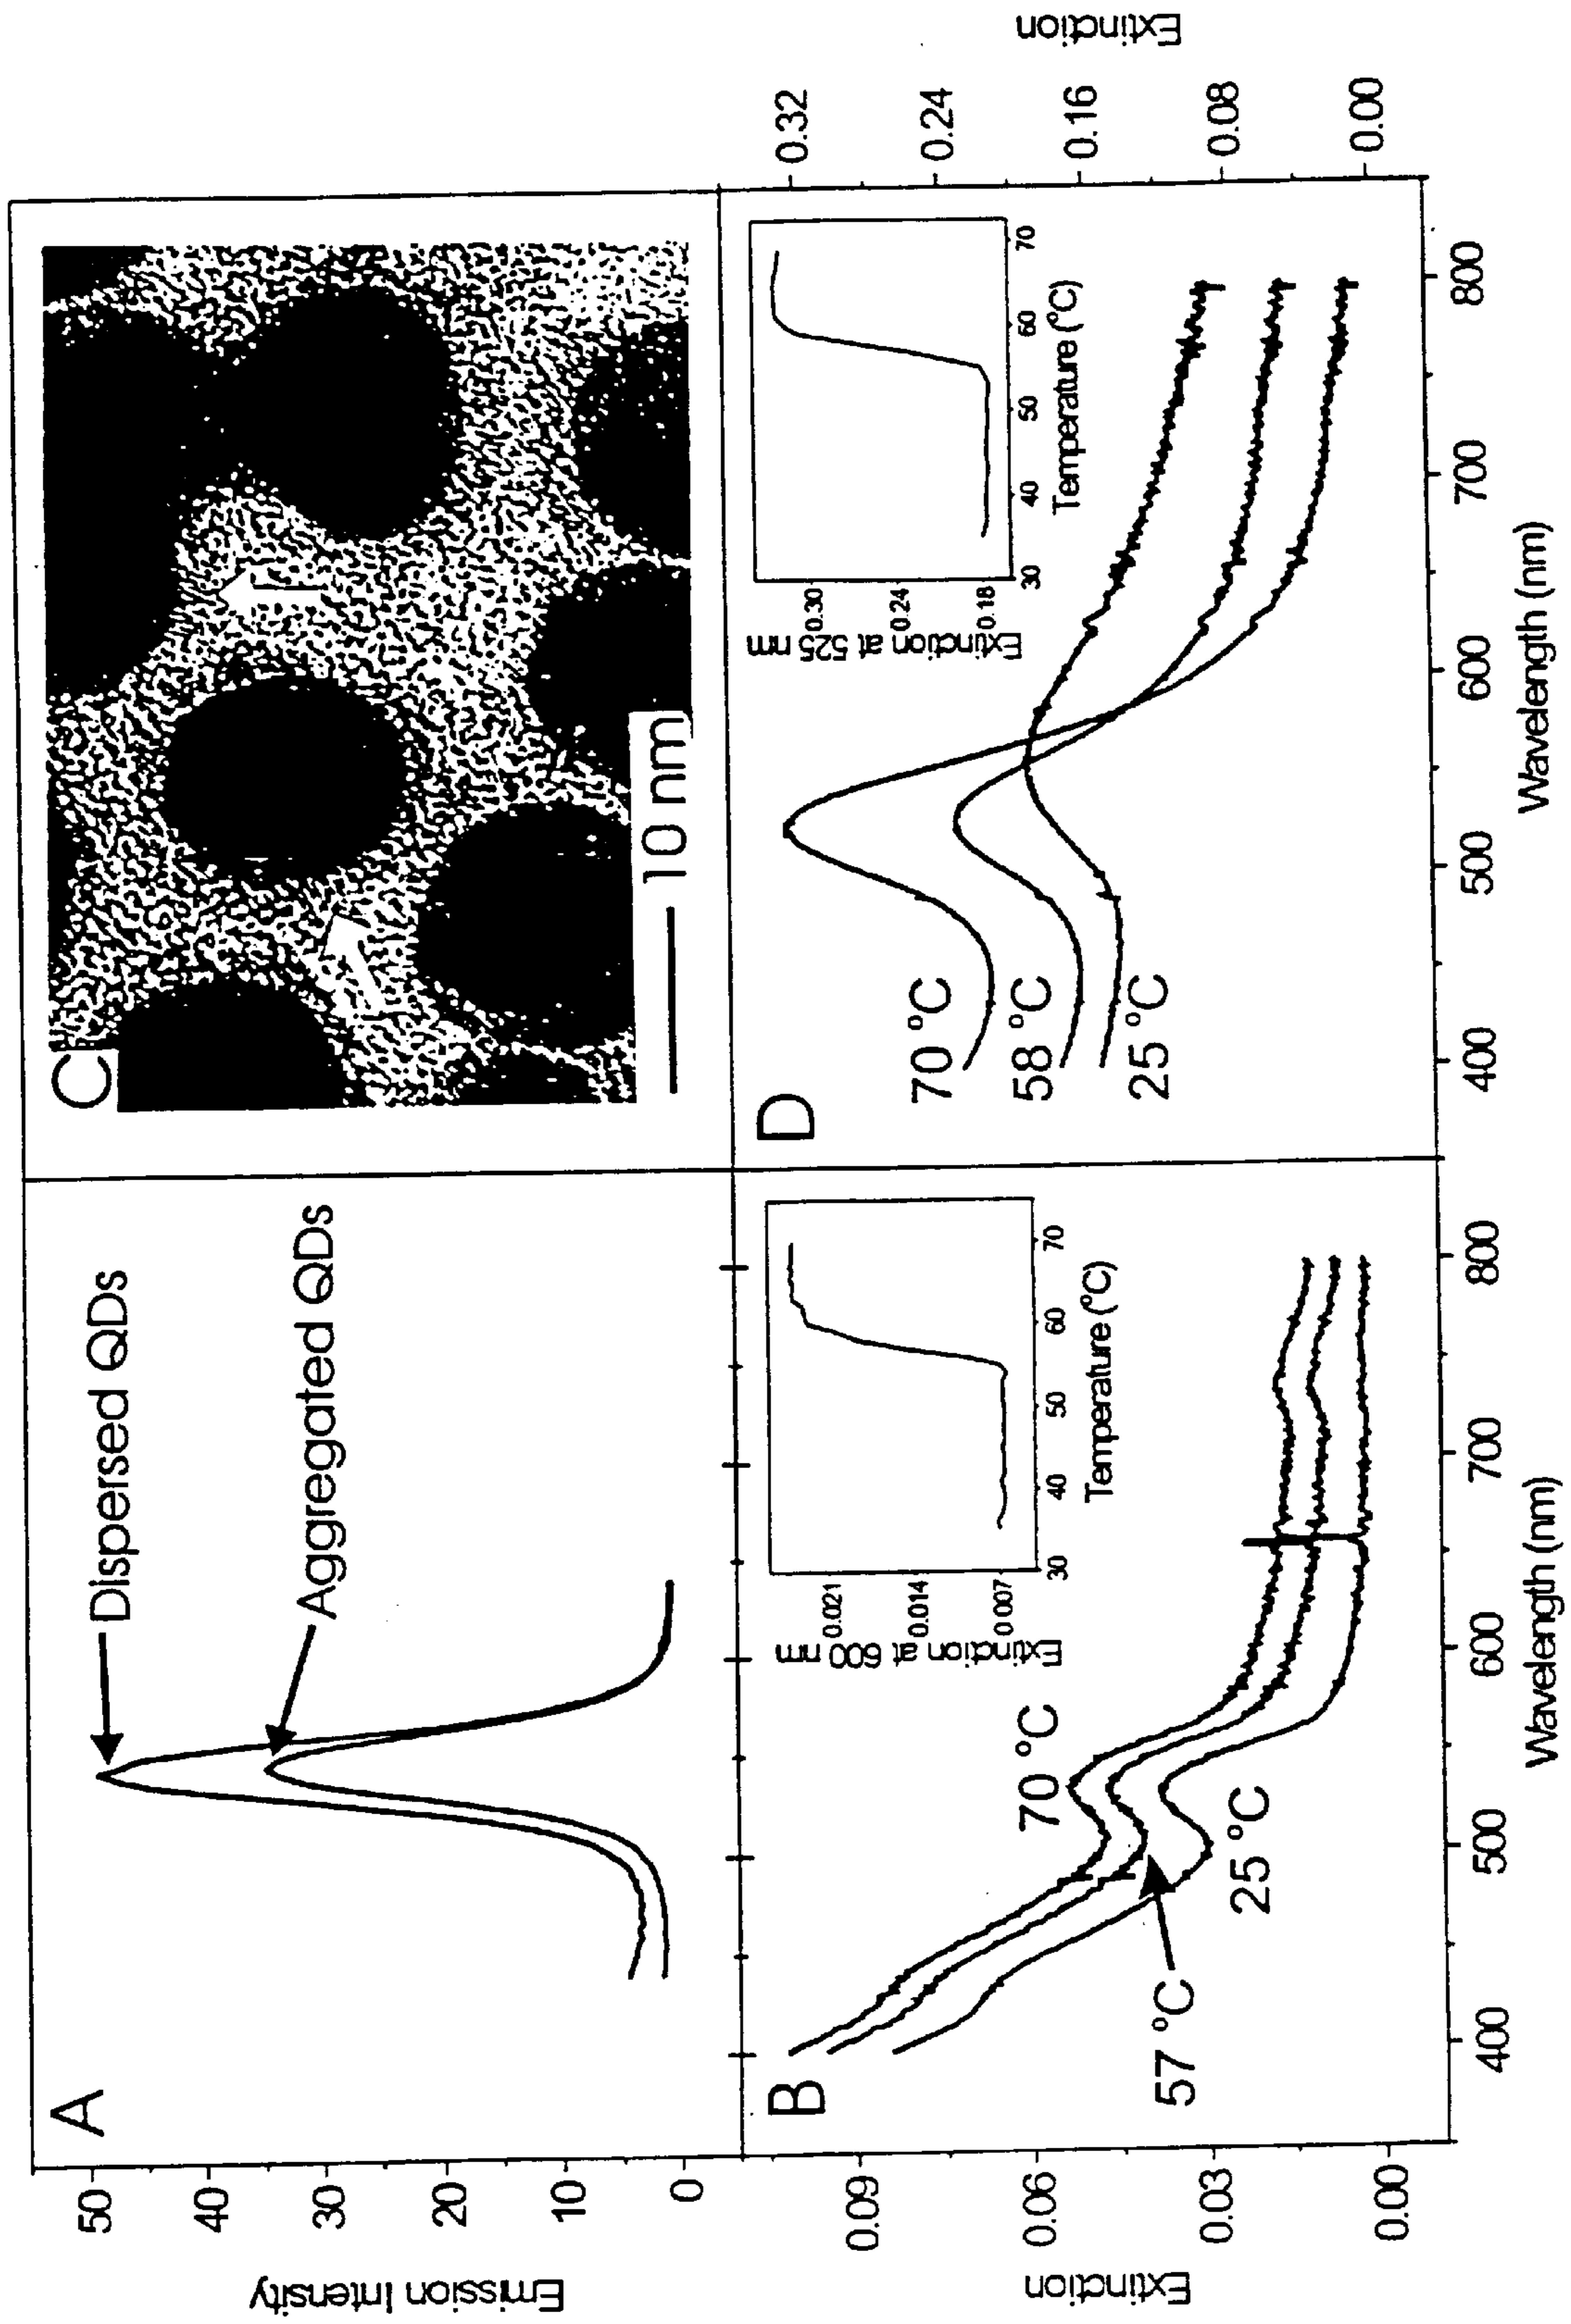 A
Dispersed QDs
Aggregated QDs
50
40
30
20
10
0
Emission Intensity
C
10 nm
B
70 °C
57 °C
25 °C
0.09
0.06
0.03
0.00
Extinction
400
500
600
700
800
Wavelength (nm)
Extinction at 600 nm
0.021
0.014
0 007
30
40
50
60
70
Temperature (°C)
D
70 °C
58 °C
25 °C
Extinction at 525 nm
0.30
0.24
0.18
30
40
50
60
70
Temperature (°C)
400
500
600
700
800
Wavelength (nm)
0.32
0.24
0.16
0.08
0.00
Extinction